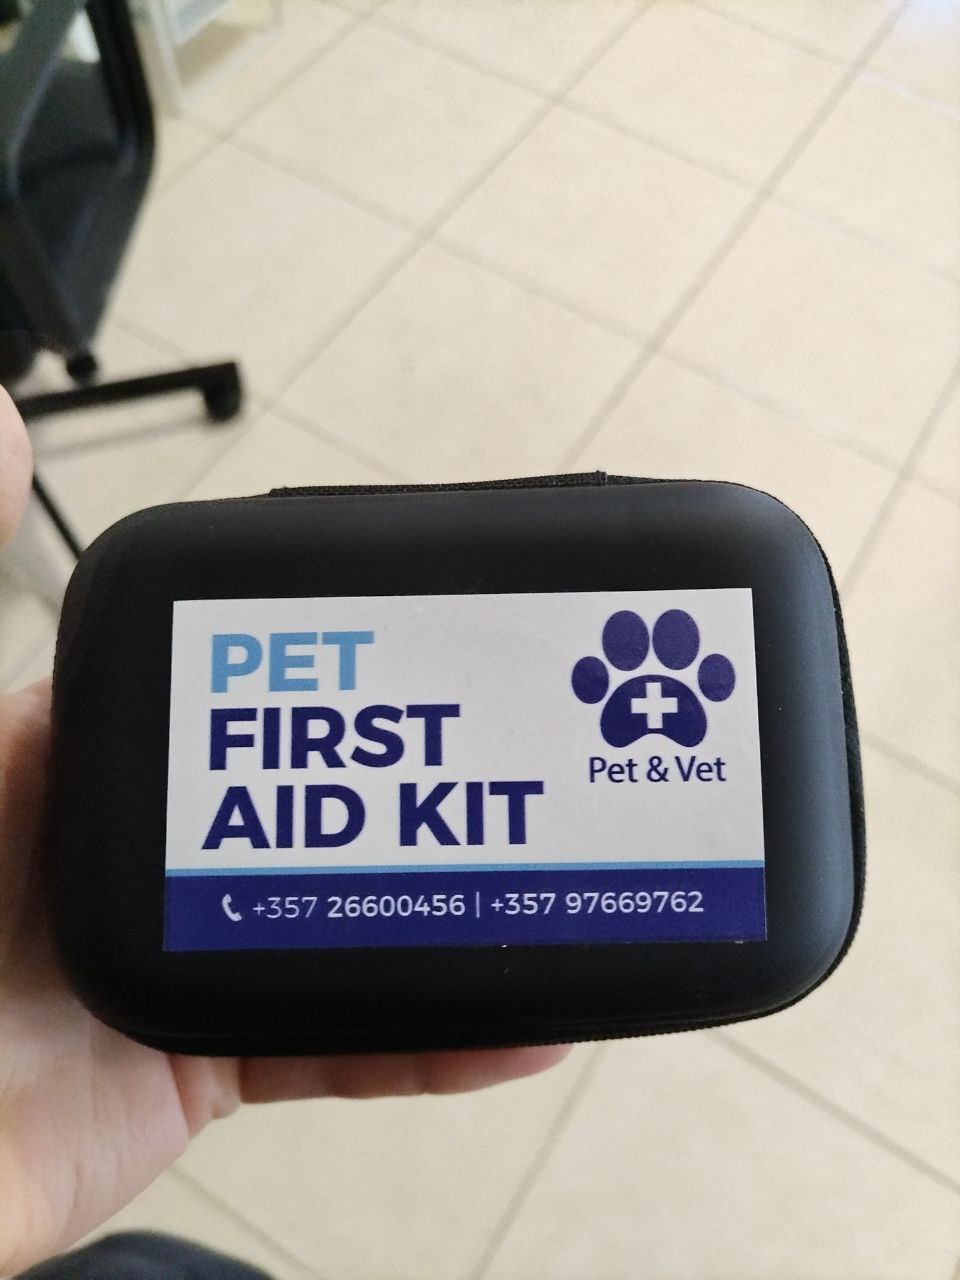 PET
FIRST
AID KIT
Pet & Vet
+357 26600456 | +357 97669762